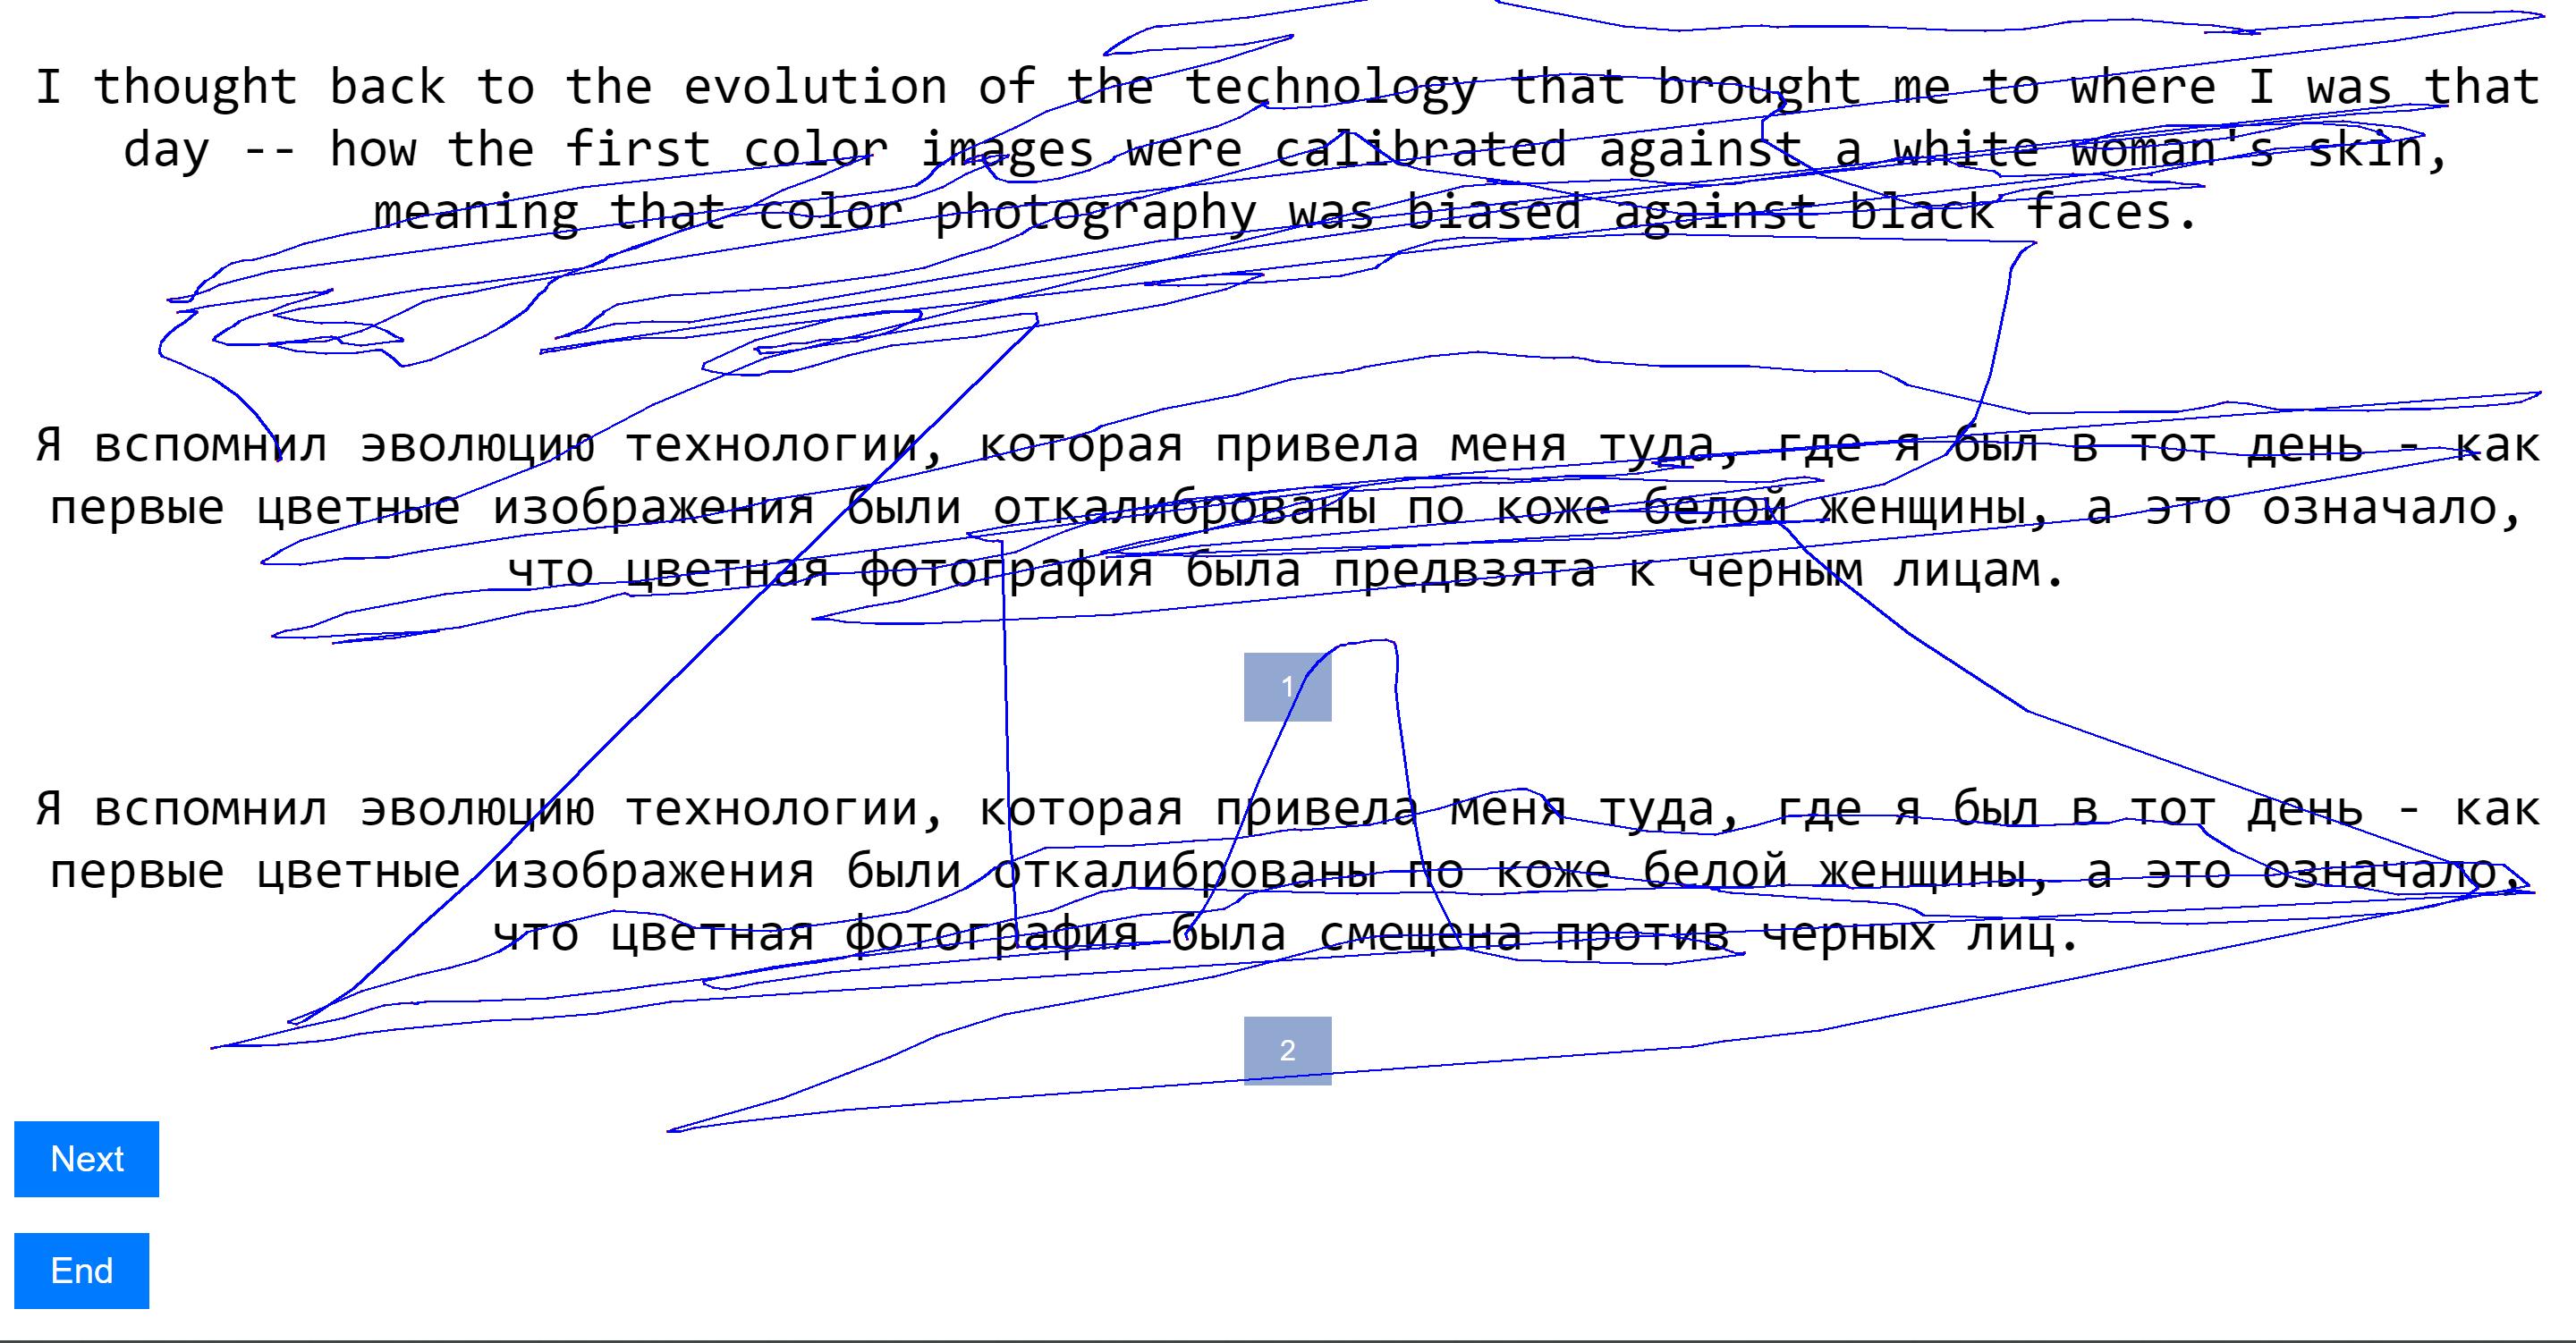 I thought back to the evolution of the technology that brought me to where I was that
day -- how the first color images were calibrated against a white woman's skin,
meaning that color photography was biased against black faces.
Я вспомнил эволюцию технологии, которая привела меня туда, где я был в тот день - как
первые цветные изображения были откалиброваны по коже белой женщины, а это означало,
что цветная фотография была предвзята к черным лицам.
1
Я вспомнил эволюцию технологии, которая привела меня туда, где я был в тот день - как
первые цветные изображения были откалиброваны по коже белой женщины, а это означало,
что цветная фотография была смещена против черных лиц.
2
Next
End